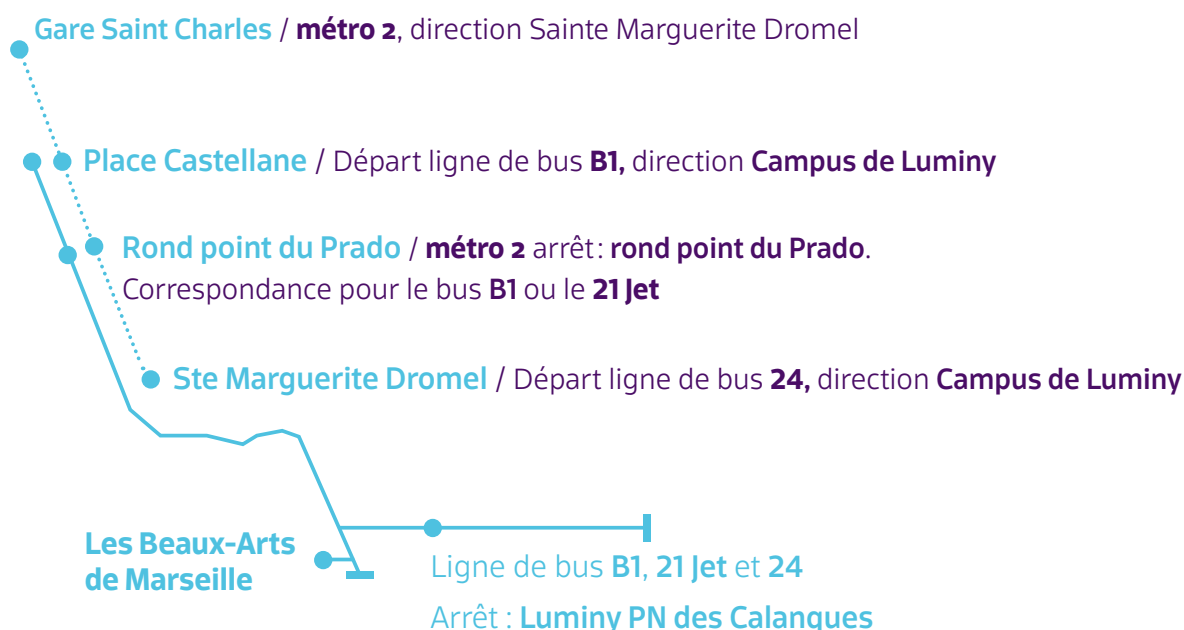 Gare Saint Charles / métro 2, direction Sainte Marguerite Dromel
Place Castellane / Départ ligne de bus B1, direction Campus de Luminy
Rond point du Prado / métro 2 arrêt : rond point du Prado.
Correspondance pour le bus B1 ou le 21 Jet
Ste Marguerite Dromel / Départ ligne de bus 24, direction Campus de Luminy
Les Beaux-Arts
de Marseille
Ligne de bus B1, 21 Jet et 24
Arrêt : Luminy PN des Calanques